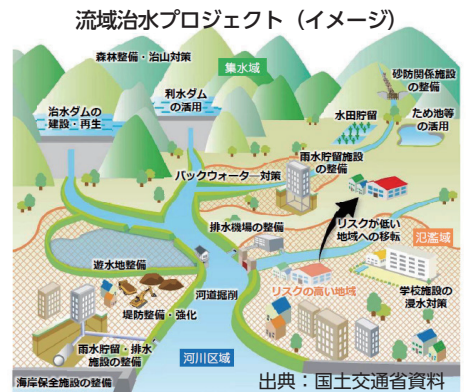 流域治水プロジェクト（イメージ）
森林整備・治山対策
集水域
砂防関係施設
の整備
利水ダム
の活用
治水ダムの
建設・再生
水田貯留
ため池等
の活用
雨水貯留施設
の整備
バックウォーター対策
排水機場の整備
リスクが低い
地域への移転
氾濫域
遊水地整備
リスクの高い地域
学校施設の
浸水対策
河道掘削
堤防整備・強化
雨水貯留・排水
施設の整備
河川区域
海岸保全施設の整備
出典：国土交通省資料